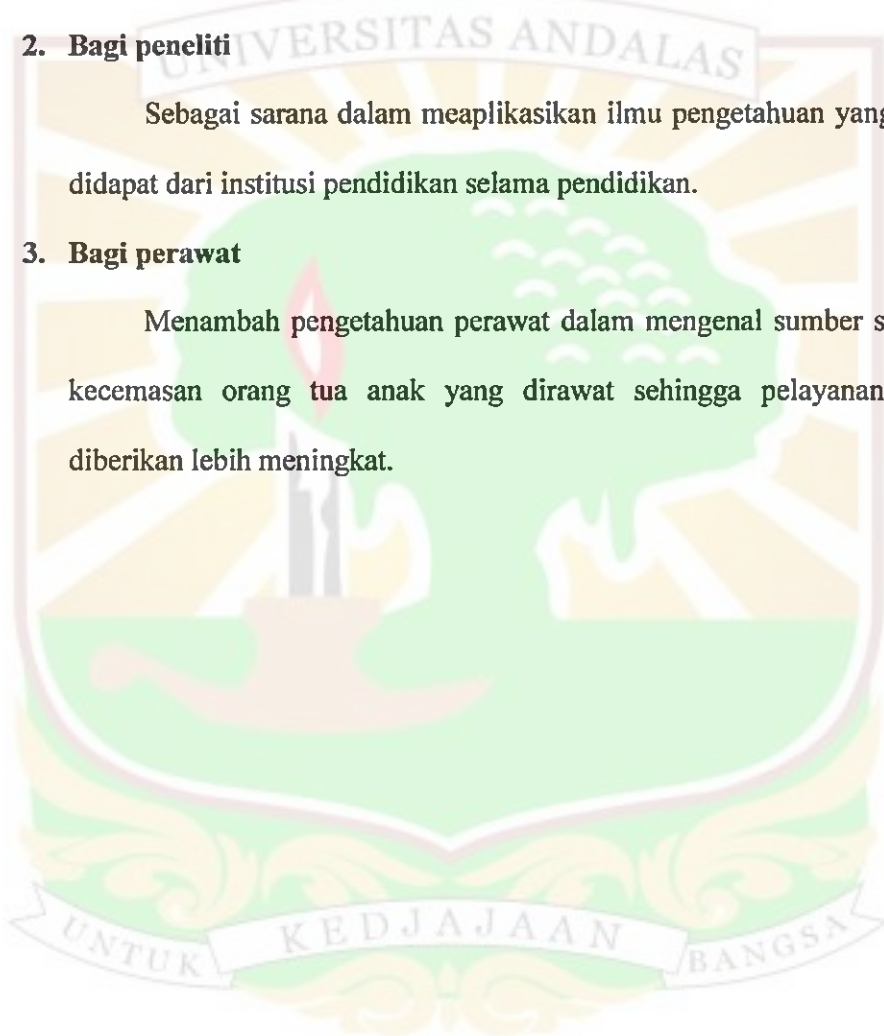 UNIVERSITAS ANDALAS
2. Bagi peneliti
Sebagai sarana dalam meaplikasikan ilmu pengetahuan yang
didapat dari institusi pendidikan selama pendidikan.
3. Bagi perawat
Menambah pengetahuan perawat dalam mengenal sumber s
kecemasan orang tua anak yang dirawat sehingga pelayanan
diberikan lebih meningkat.
UNTUK KEDJAJAAN BANGSA